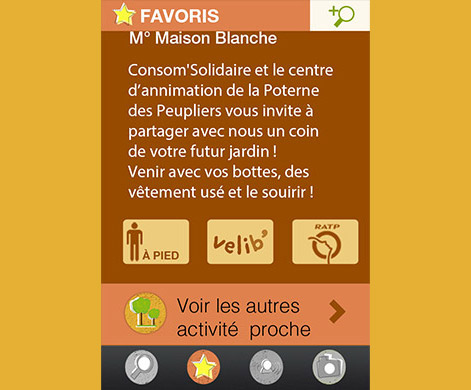 FAVORIS
M° Maison Blanche
Consom'Solidaire et le centre
d'annimation de la Poterne
des Peupliers vous invite à
partager avec nous un coin
de votre futur jardin !
Venir avec vos bottes, des
vêtement usé et le sourir !
À PIED
velib'
RATP
Voir les autres
activité proche